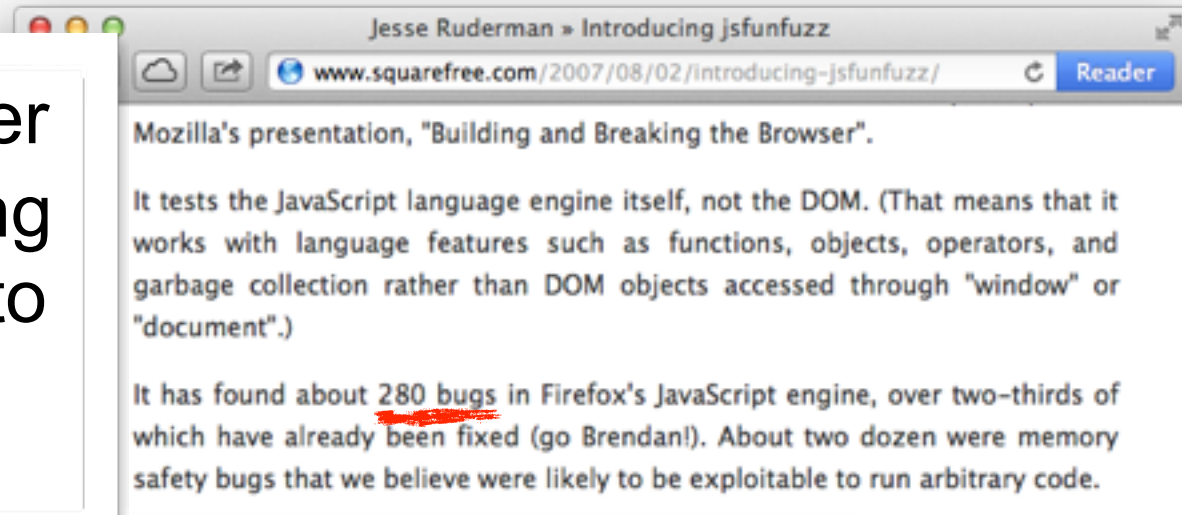 Jesse Ruderman » Introducing jsfunfuzz
www.squarefree.com/2007/08/02/introducing-jsfunfuzz/
Reader
er
ng
to
Mozilla's presentation, "Building and Breaking the Browser".
It tests the JavaScript language engine itself, not the DOM. (That means that it
works with language features such as functions, objects, operators, and
garbage collection rather than DOM objects accessed through "window" or
"document".)
It has found about 280 bugs in Firefox's JavaScript engine, over two-thirds of
which have already been fixed (go Brendan!). About two dozen were memory
safety bugs that we believe were likely to be exploitable to run arbitrary code.